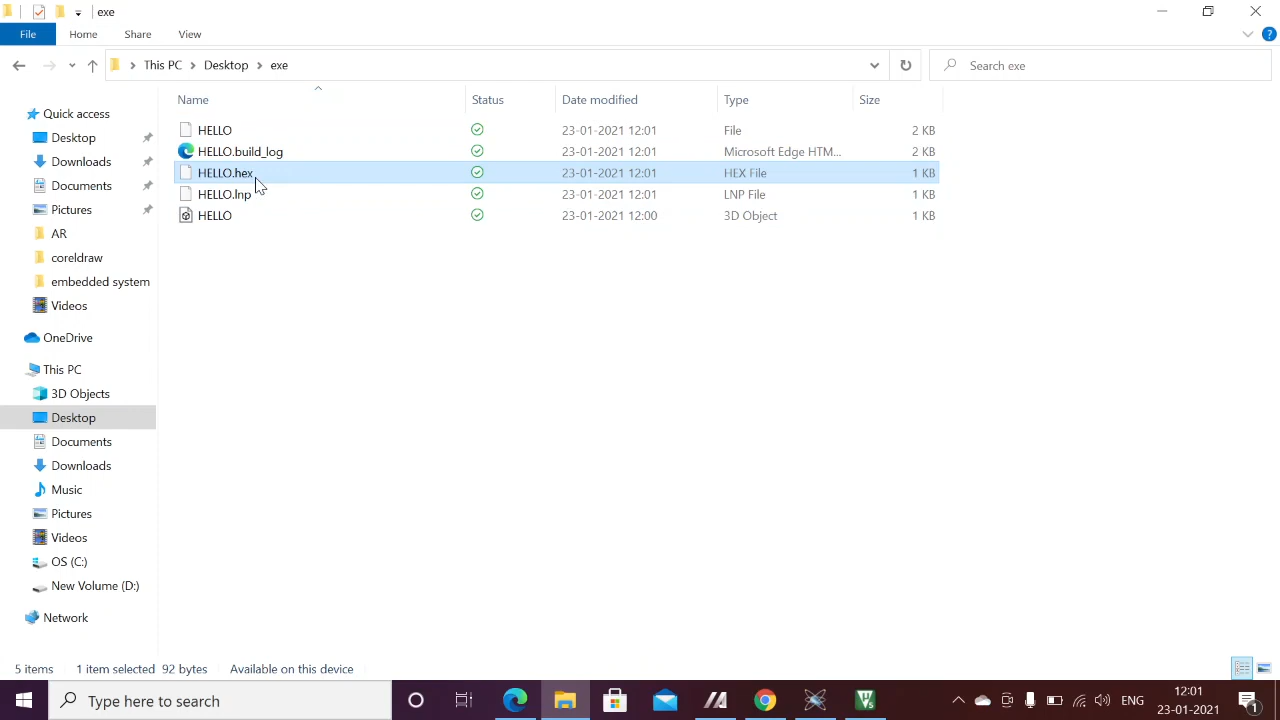 exe
File
Home
Share
View
This PC
Desktop
exe
Search exe
Name
Status
Date modified
Type
Size
HELLO
23-01-2021 12:01
File
2 KB
HELLO.build_log
23-01-2021 12:01
Microsoft Edge HTM...
2 KB
HELLO.hex
23-01-2021 12:01
HEX File
1 KB
HELLO.lnp
23-01-2021 12:01
LNP File
1 KB
HELLO
23-01-2021 12:00
3D Object
1 KB
Quick access
Desktop
Downloads
Documents
Pictures
AR
coreldraw
embedded system
Videos
OneDrive
This PC
3D Objects
Desktop
Documents
Downloads
Music
Pictures
Videos
OS (C:)
New Volume (D:)
Network
5 items
1 item selected 92 bytes
Available on this device
Type here to search
ENG
12:01
23-01-2021
1